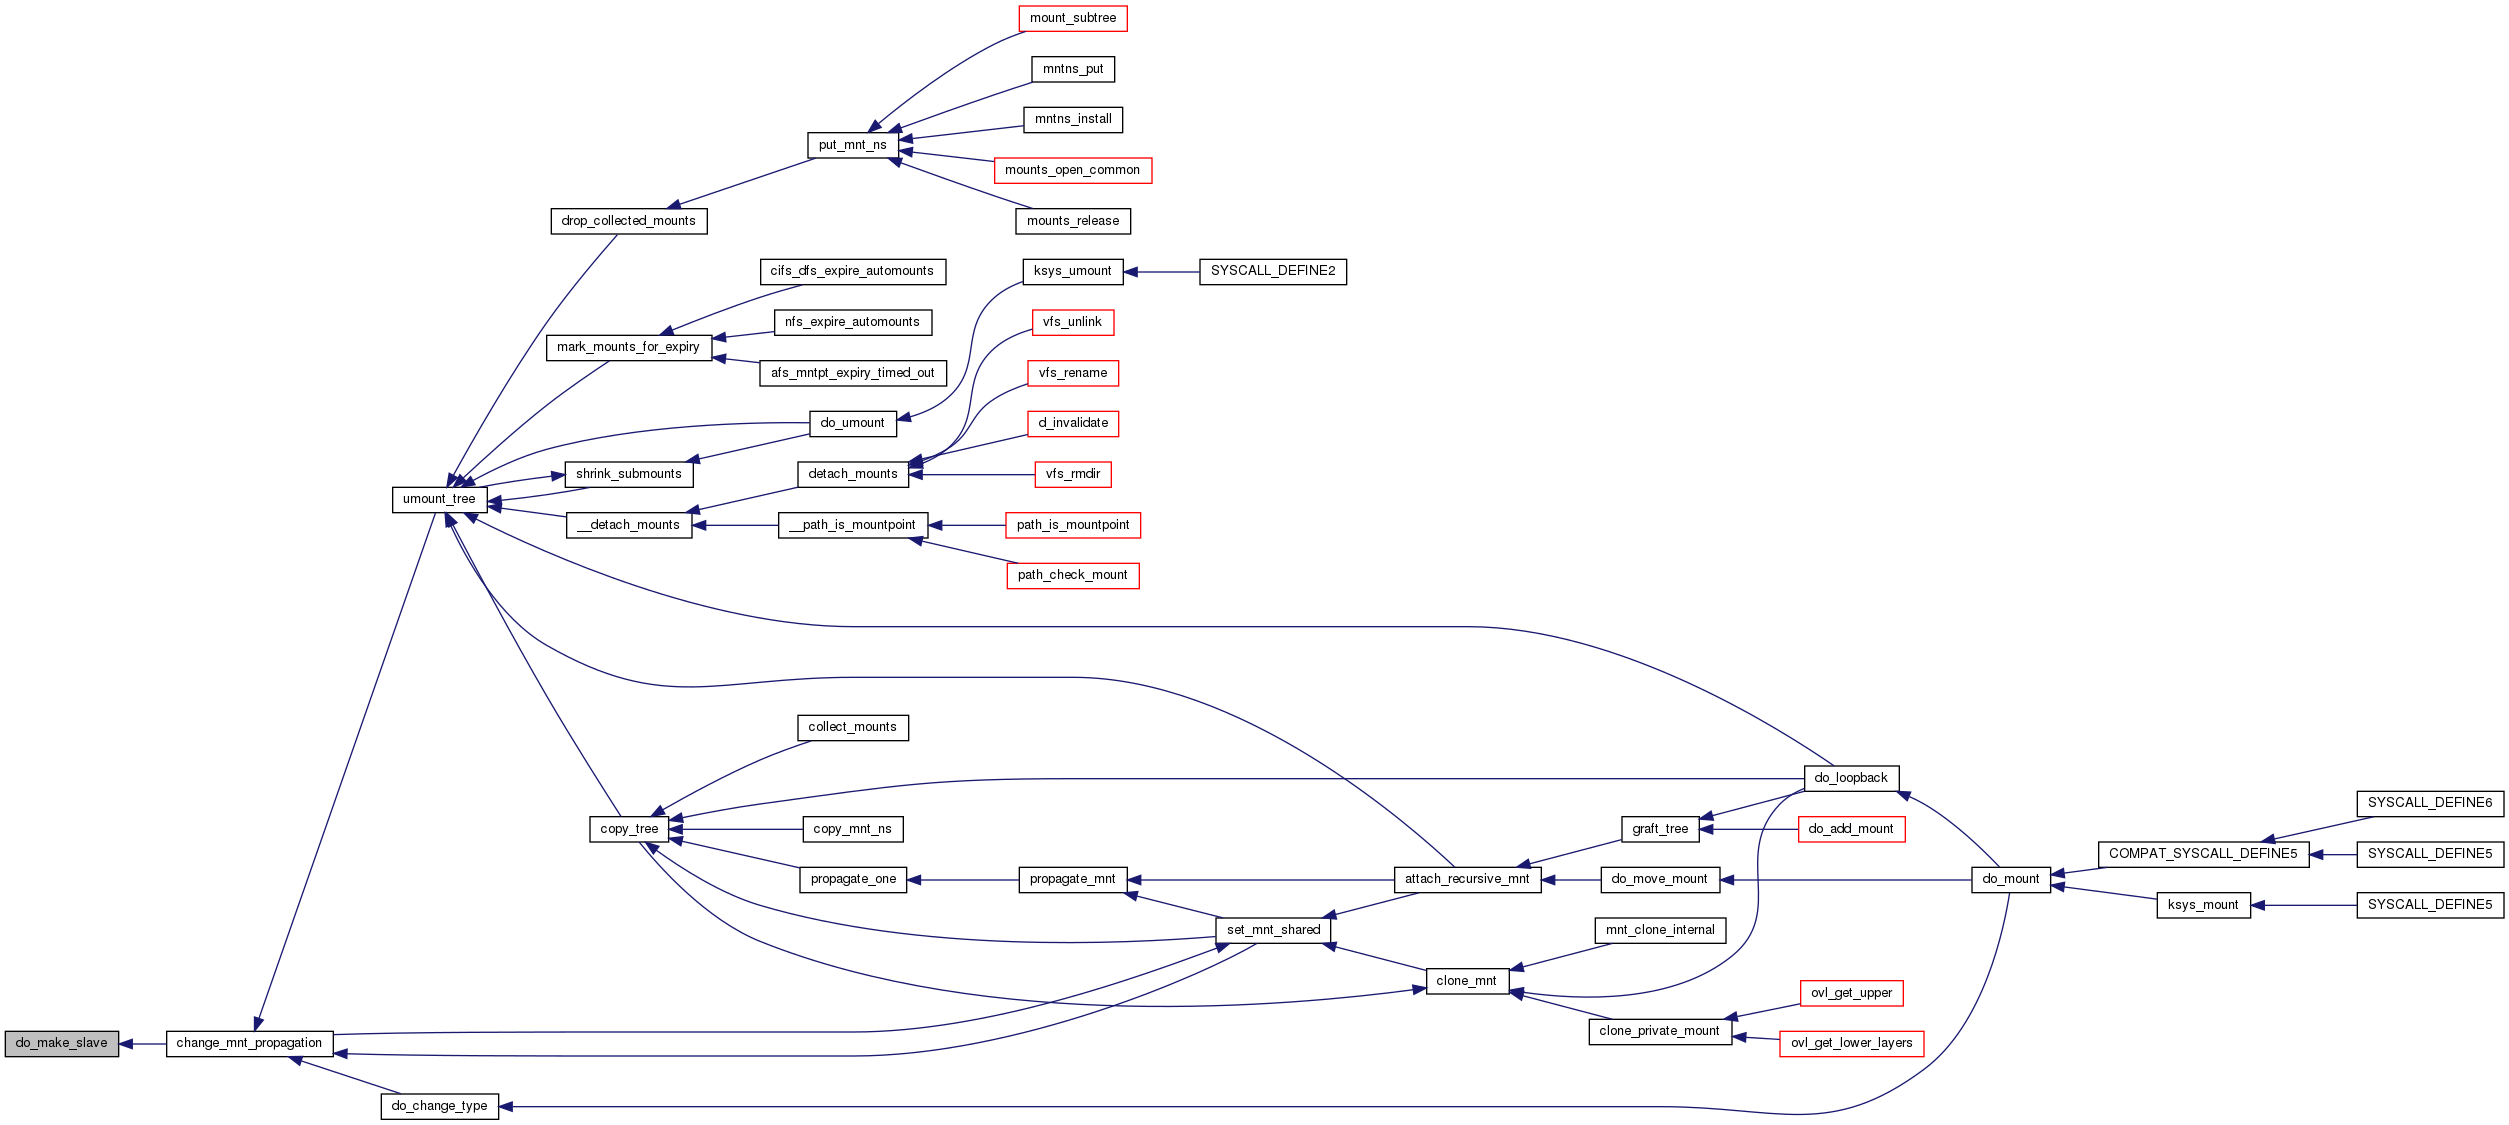 mount_subtree
mntns_put
mntns_install
put_mnt_ns
mounts_open_common
drop_collected_mounts
mounts_release
cifs_dfs_expire_automounts
ksys_umount
SYSCALL_DEFINE2
nfs_expire_automounts
vfs_unlink
mark_mounts_for_expiry
afs_mntpt_expiry_timed_out
vfs_rename
do_umount
d_invalidate
shrink_submounts
detach_mounts
vfs_rmdir
umount_tree
__detach_mounts
__path_is_mountpoint
path_is_mountpoint
path_check_mount
collect_mounts
do_loopback
SYSCALL_DEFINE6
copy_tree
copy_mnt_ns
graft_tree
do_add_mount
COMPAT_SYSCALL_DEFINE5
SYSCALL_DEFINE5
propagate_one
propagate_mnt
attach_recursive_mnt
do_move_mount
do_mount
ksys_mount
SYSCALL_DEFINE5
set_mnt_shared
mnt_clone_internal
clone_mnt
ovl_get_upper
clone_private_mount
do_make_slave
change_mnt_propagation
ovl_get_lower_layers
do_change_type